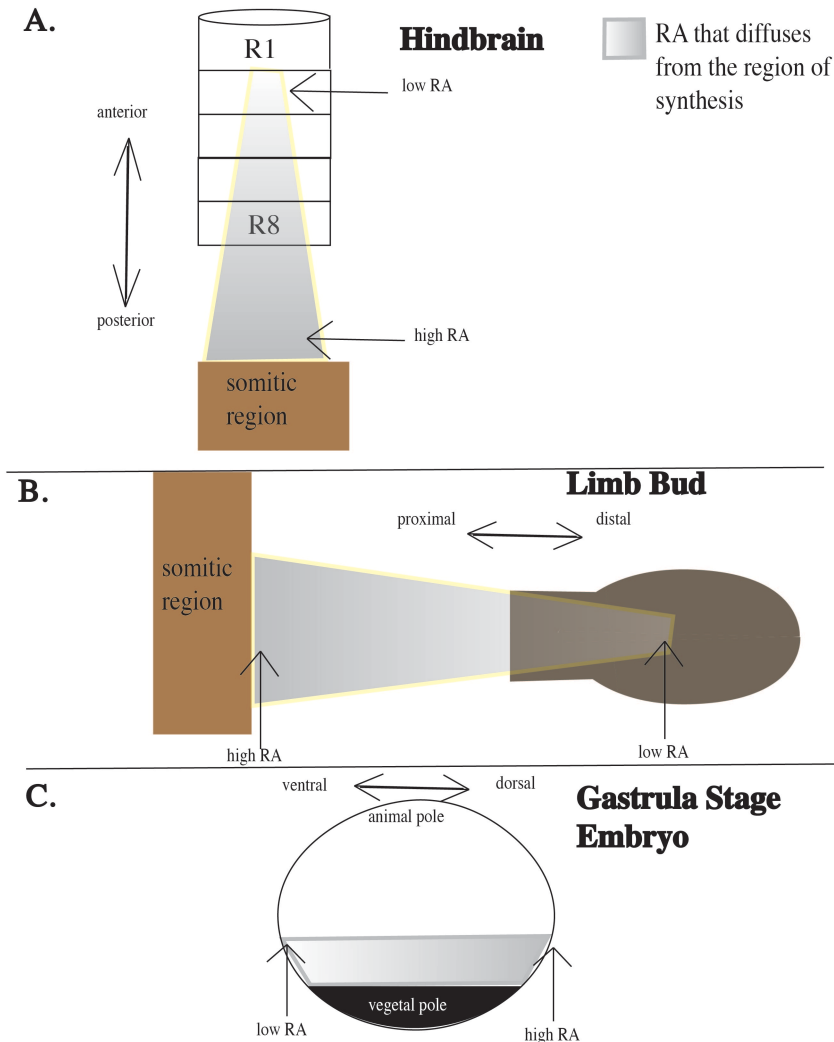 A.
Hindbrain
RA that diffuses
from the region of
synthesis
R1
low RA
anterior
R8
posterior
high RA
somitic
region
B.
Limb Bud
proximal
distal
somitic
region
high RA
low RA
C.
ventral
dorsal
animal pole
Gastrula Stage
Embryo
vegetal pole
low RA
high RA